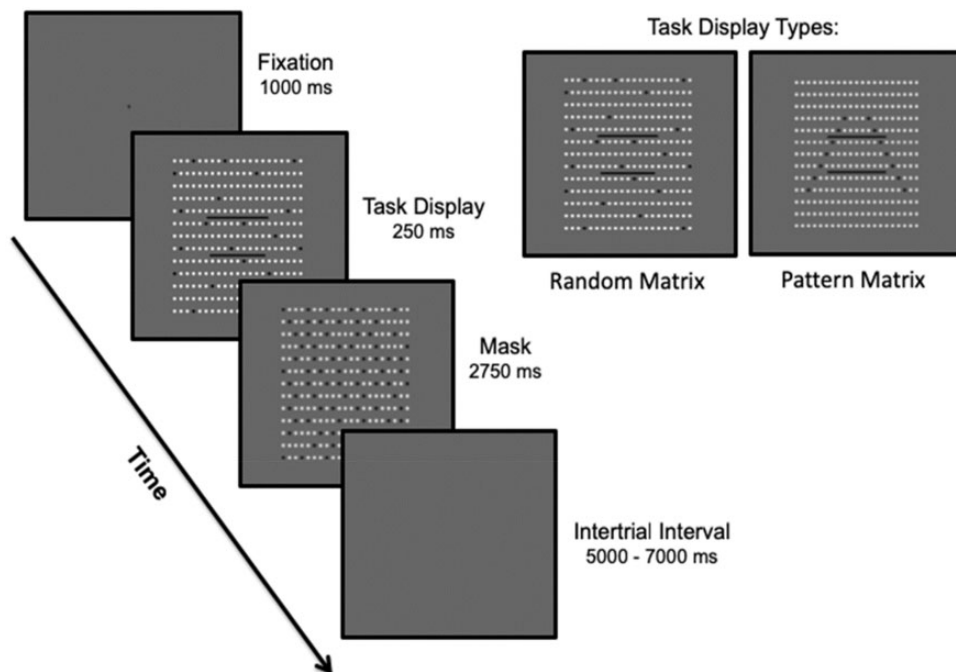 Task Display Types:
Fixation
1000 ms
Task Display
250 ms
Random Matrix
Pattern Matrix
Mask
2750 ms
Time
Intertrial Interval
5000 - 7000 ms